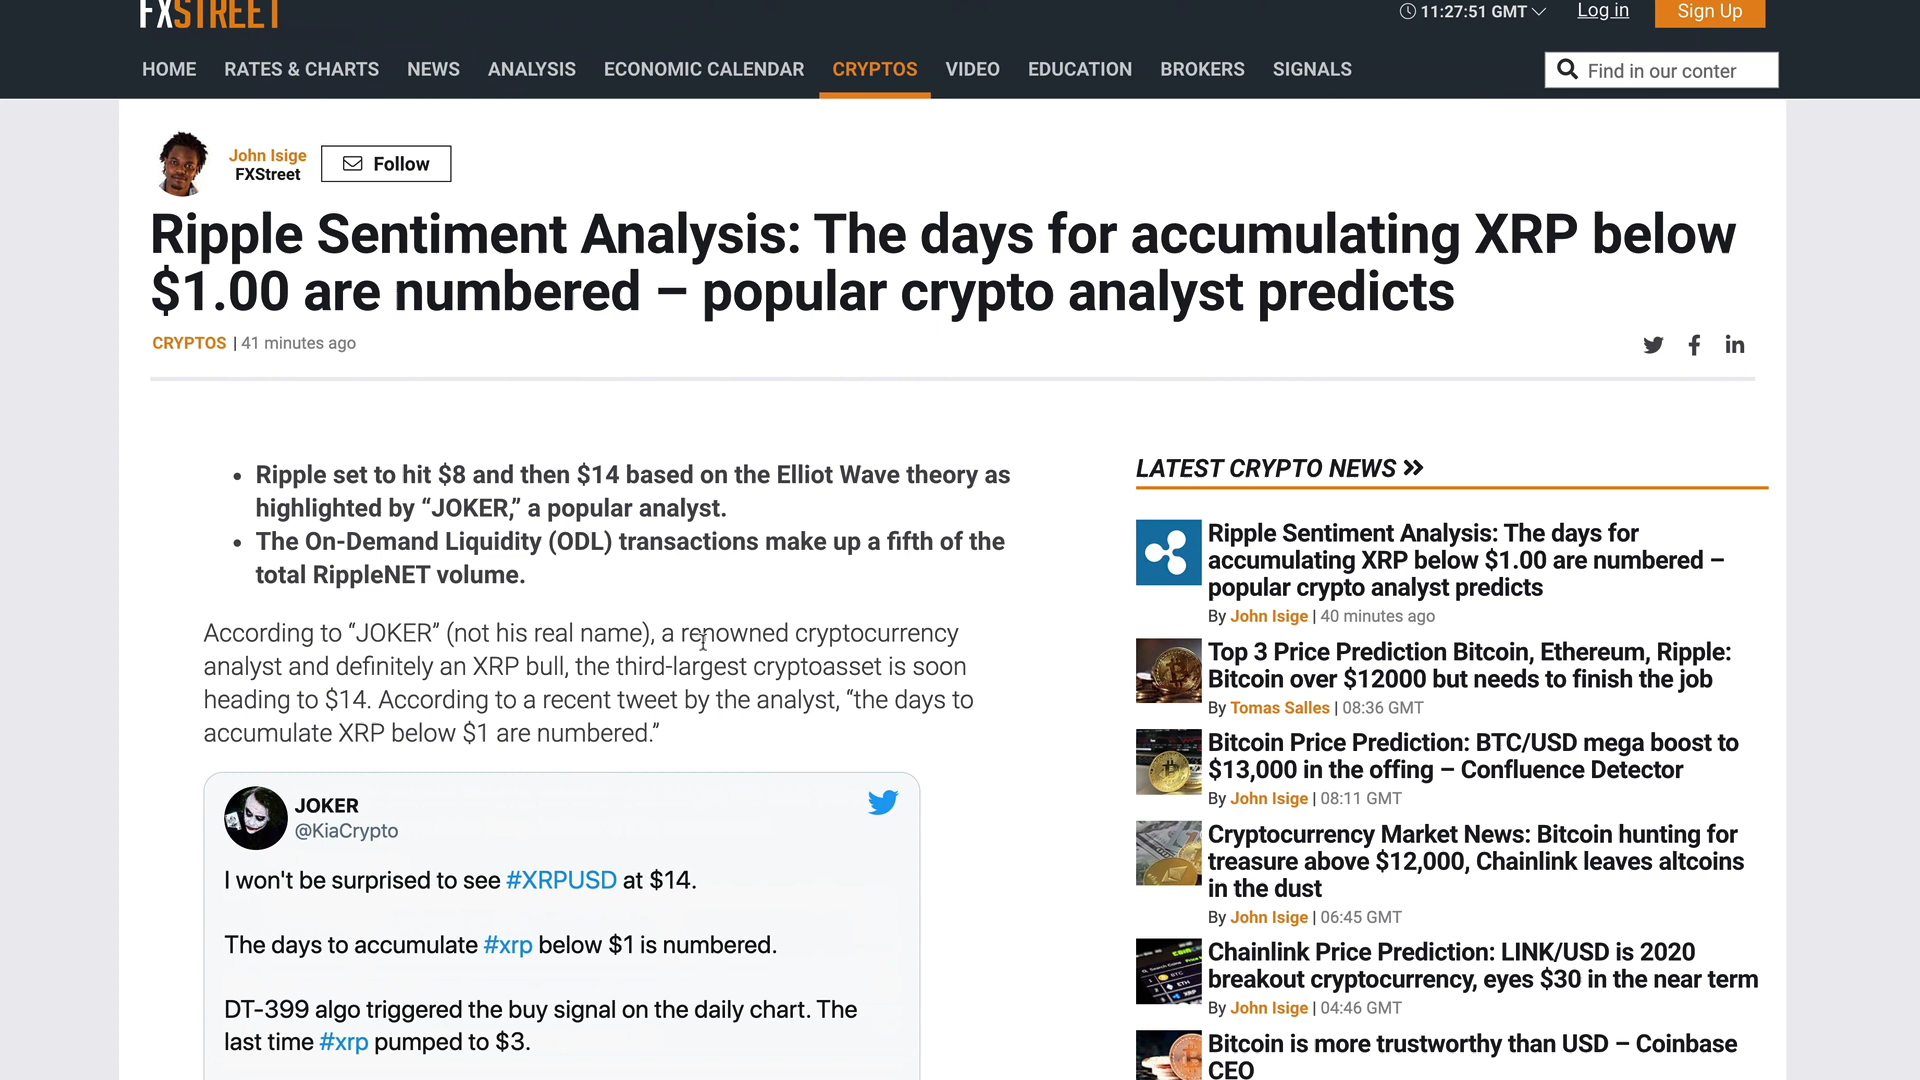 FXSTREET
11:27:51 GMT
Log in
Sign Up
HOME RATES & CHARTS NEWS ANALYSIS ECONOMIC CALENDAR CRYPTOS VIDEO EDUCATION BROKERS SIGNALS
Find in our conter
John Isige
FXStreet
Follow
Ripple Sentiment Analysis: The days for accumulating XRP below
$1.00 are numbered – popular crypto analyst predicts
CRYPTOS | 41 minutes ago
• Ripple set to hit $8 and then $14 based on the Elliot Wave theory as
highlighted by “JOKER,” a popular analyst.
• The On-Demand Liquidity (ODL) transactions make up a fifth of the
total RippleNET volume.
According to “JOKER” (not his real name), a renowned cryptocurrency
analyst and definitely an XRP bull, the third-largest cryptoasset is soon
heading to $14. According to a recent tweet by the analyst, “the days to
accumulate XRP below $1 are numbered.”
JOKER
@KiaCrypto
I won't be surprised to see #XRPUSD at $14.
The days to accumulate #xrp below $1 is numbered.
DT-399 algo triggered the buy signal on the daily chart. The
last time #xrp pumped to $3.
LATEST CRYPTO NEWS
Ripple Sentiment Analysis: The days for
accumulating XRP below $1.00 are numbered –
popular crypto analyst predicts
By John Isige | 40 minutes ago
Top 3 Price Prediction Bitcoin, Ethereum, Ripple:
Bitcoin over $12000 but needs to finish the job
By Tomas Salles | 08:36 GMT
Bitcoin Price Prediction: BTC/USD mega boost to
$13,000 in the offing – Confluence Detector
By John Isige | 08:11 GMT
Cryptocurrency Market News: Bitcoin hunting for
treasure above $12,000, Chainlink leaves altcoins
in the dust
By John Isige | 06:45 GMT
Chainlink Price Prediction: LINK/USD is 2020
breakout cryptocurrency, eyes $30 in the near term
By John Isige | 04:46 GMT
Bitcoin is more trustworthy than USD – Coinbase
CEO